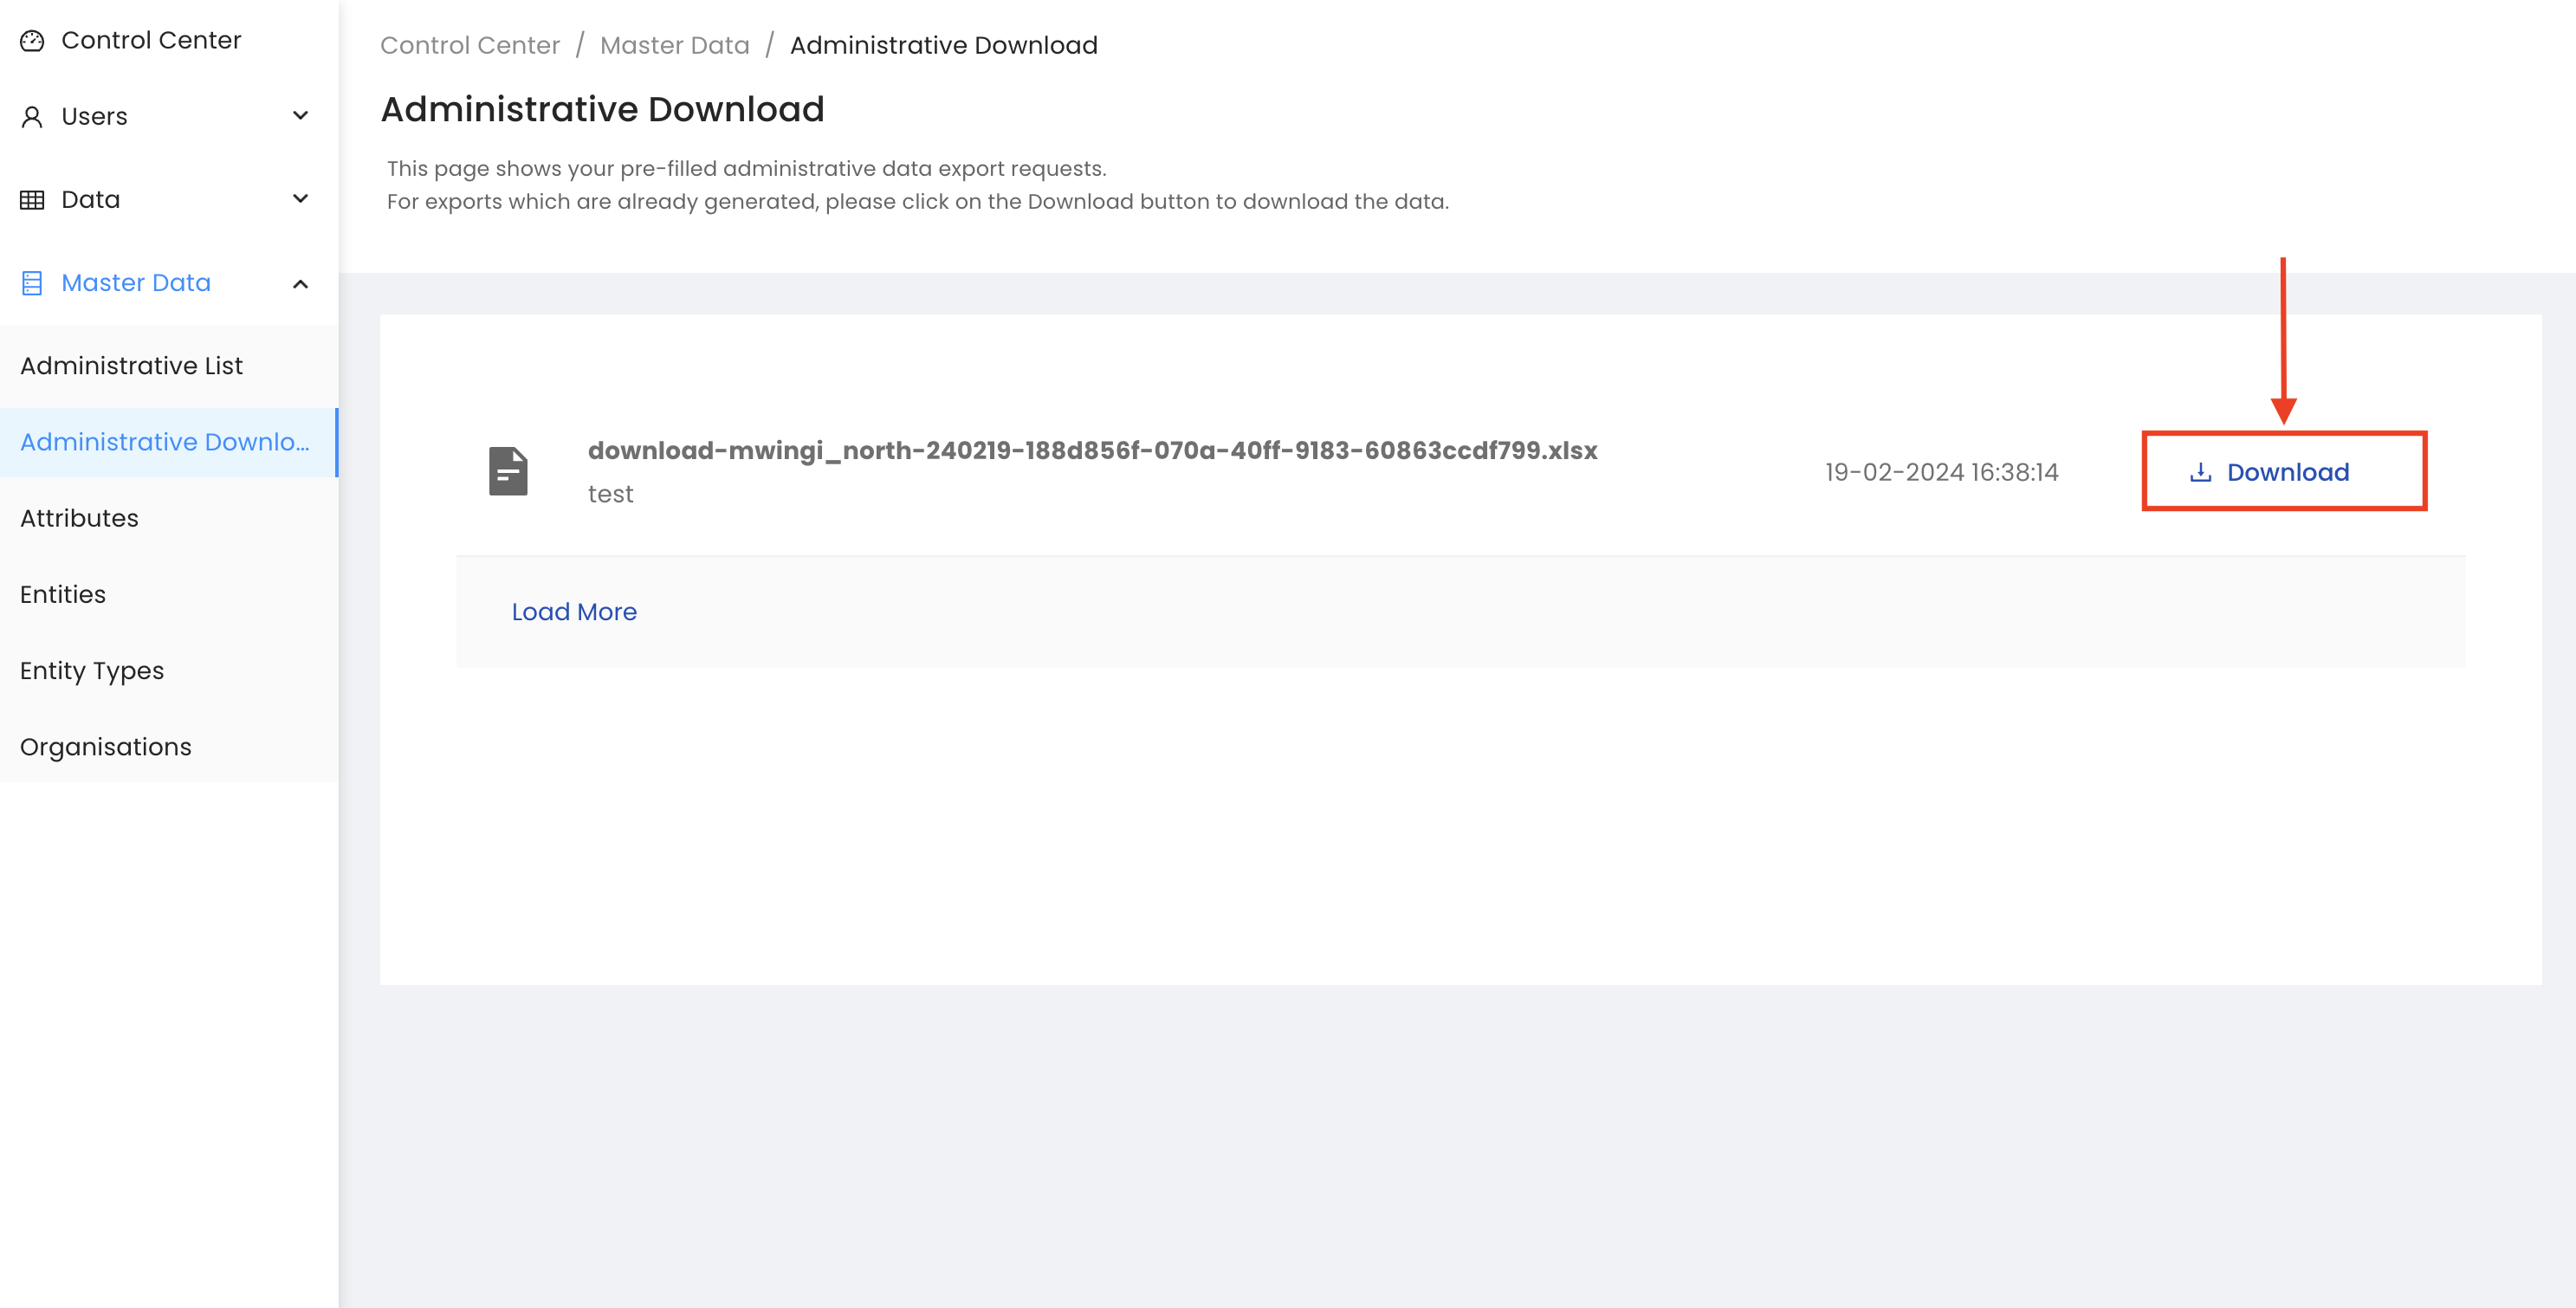 Control Center
Users
Data
Master Data
Administrative List
Administrative Downlo...
Attributes
Entities
Entity Types
Organisations
Control Center / Master Data / Administrative Download
Administrative Download
This page shows your pre-filled administrative data export requests.
For exports which are already generated, please click on the Download button to download the data.
download-mwingi_north-240219-188d856f-070a-40ff-9183-60863ccdf799.xlsx
test
19-02-2024 16:38:14
Download
Load More